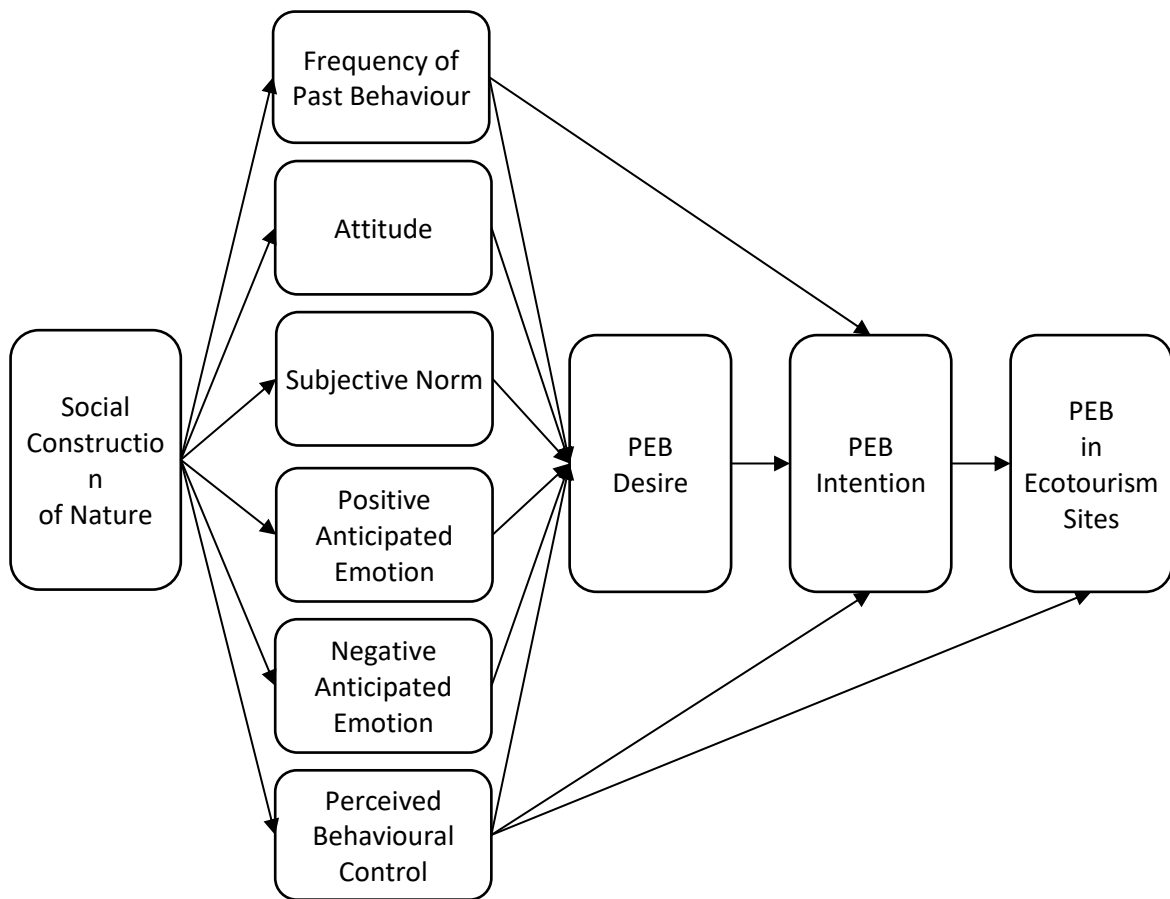 Frequency of
Past Behaviour
Attitude
Subjective Norm
Social
Constructio
n
of Nature
Positive
Anticipated
Emotion
Negative
Anticipated
Emotion
Perceived
Behavioural
Control
PEB
Desire
PEB
Intention
PEB
in
Ecotourism
Sites